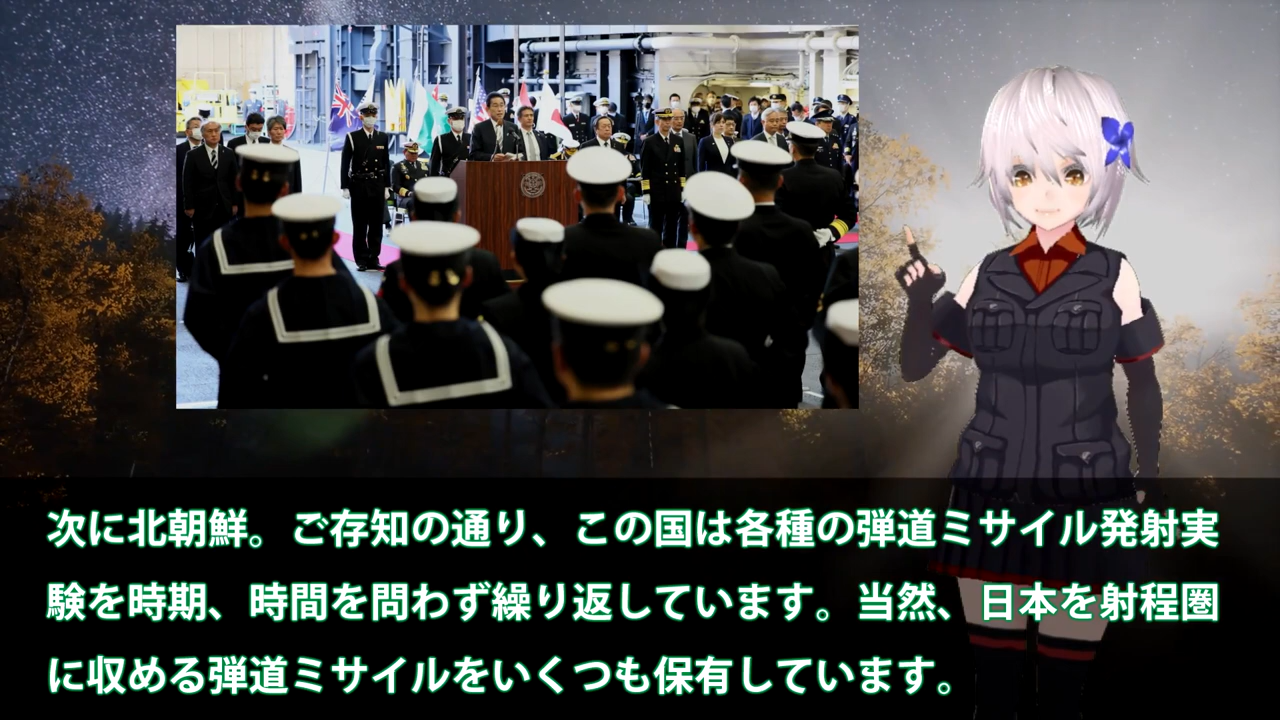 次に北朝鮮。ご存知の通り、この国は各種の弾道ミサイル発射実
験を時期、時間を問わず繰り返しています。当然、日本を射程圏
に収める弾道ミサイルをいくつも保有しています。